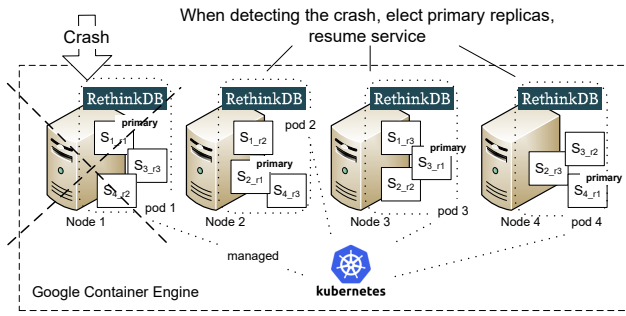 When detecting the crash, elect primary replicas,
resume service
Crash
RethinkDB
RethinkDB
RethinkDB
RethinkDB
primary
S1_r1
S3_r3
S4_r2
pod 1
Node 1
pod 2
S1_r2
primary
S2_r1
S4_r3
Node 2
S1_r3
primary
S3_r1
S2_r2
pod 3
Node 3
S3_r2
S2_r3
primary
S4_r1
Node 4
pod 4
managed
kubernetes
Google Container Engine